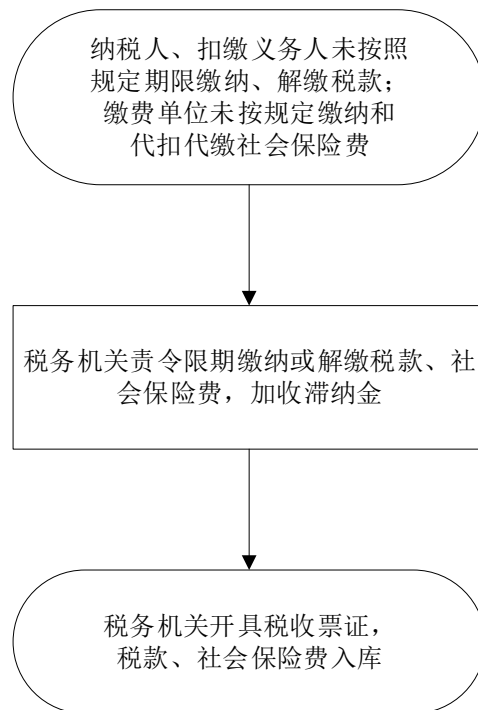 纳税人、扣缴义务人未按照
规定期限缴纳、解缴税款；
缴费单位未按规定缴纳和
代扣代缴社会保险费
税务机关责令限期缴纳或解缴税款、社
会保险费，加收滞纳金
税务机关开具税收票证，
税款、社会保险费入库